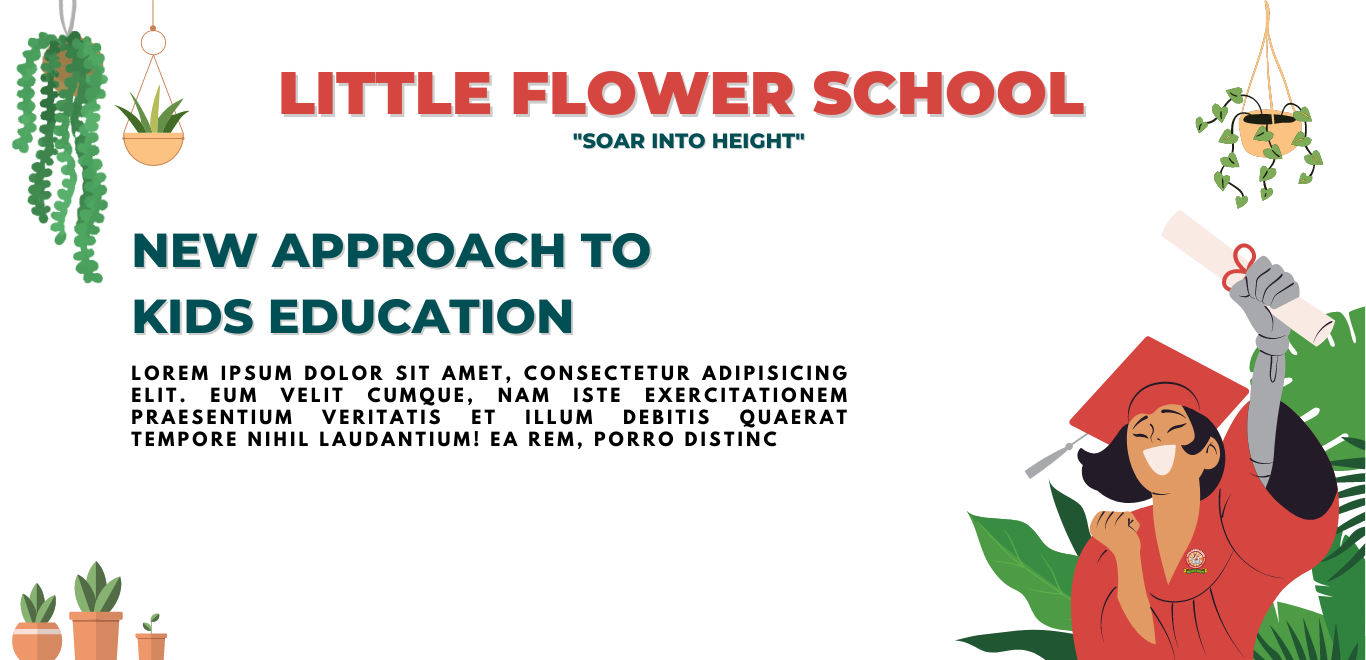 LITTLE FLOWER SCHOOL
"SOAR INTO HEIGHT"
NEW APPROACH TO
KIDS EDUCATION
LOREM IPSUM DOLOR SIT AMET, CONSECTETUR ADIPISICING
ELIT. EUM VELIT CUMQUE, NAM ISTE EXERCITATIONEM
PRAESENTIUM VERITATIS ET ILLUM DEBITIS QUAERAT
TEMPORE NIHIL LAUDANTIUM! EA REM, PORRO DISTINC